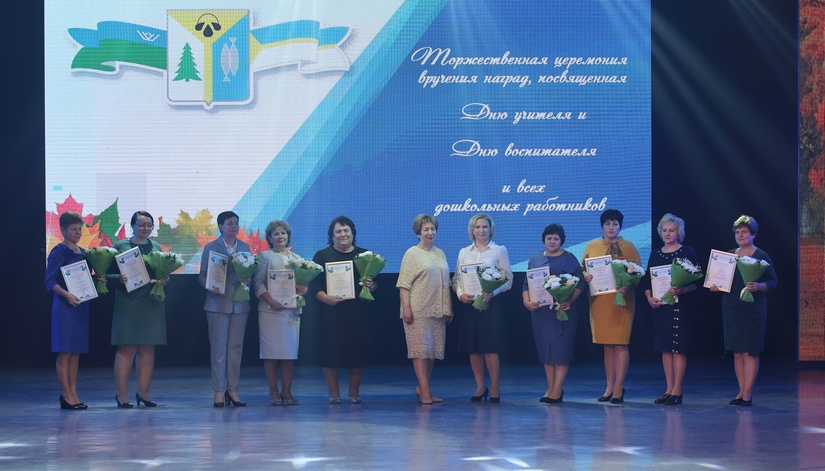 Торжественная церемония
вручения наград, посвященная
Дню учителя и
Дню воспитателя
и всех
дошкольных работников